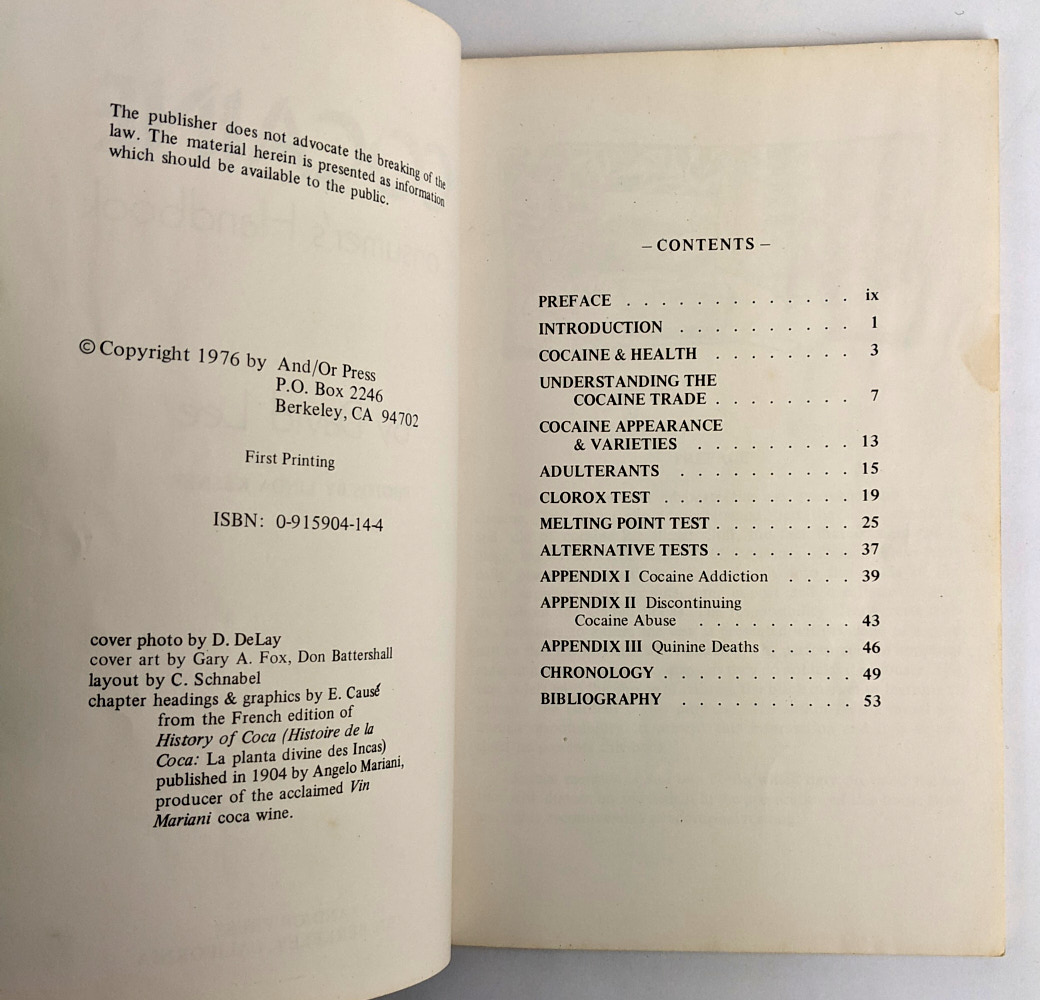 The publisher does not advocate the breaking of the
law. The material herein is presented as information
which should be available to the public.
© Copyright 1976 by And/Or Press
P.O. Box 2246
Berkeley, CA 94702
First Printing
ISBN: 0-915904-14-4
cover photo by D. DeLay
cover art by Gary A. Fox, Don Battershall
layout by C. Schnabel
chapter headings & graphics by E. Causé
from the French edition of
History of Coca (Histoire de la
Coca: La planta divine des Incas)
published in 1904 by Angelo Mariani,
producer of the acclaimed Vin
Mariani coca wine.
– CONTENTS –
PREFACE . . . . . . . . . . . . . ix
INTRODUCTION . . . . . . . . . . 1
COCAINE & HEALTH . . . . . . . . 3
UNDERSTANDING THE
COCAINE TRADE . . . . . . . . 7
COCAINE APPEARANCE
& VARIETIES . . . . . . . . . 13
ADULTERANTS . . . . . . . . . . 15
CLOROX TEST . . . . . . . . . . . 19
MELTING POINT TEST . . . . . . . . 25
ALTERNATIVE TESTS . . . . . . . . 37
APPENDIX I Cocaine Addiction . . . . 39
APPENDIX II Discontinuing
Cocaine Abuse . . . . . . . . . 43
APPENDIX III Quinine Deaths . . . . . 46
CHRONOLOGY . . . . . . . . . . . 49
BIBLIOGRAPHY . . . . . . . . . . 53